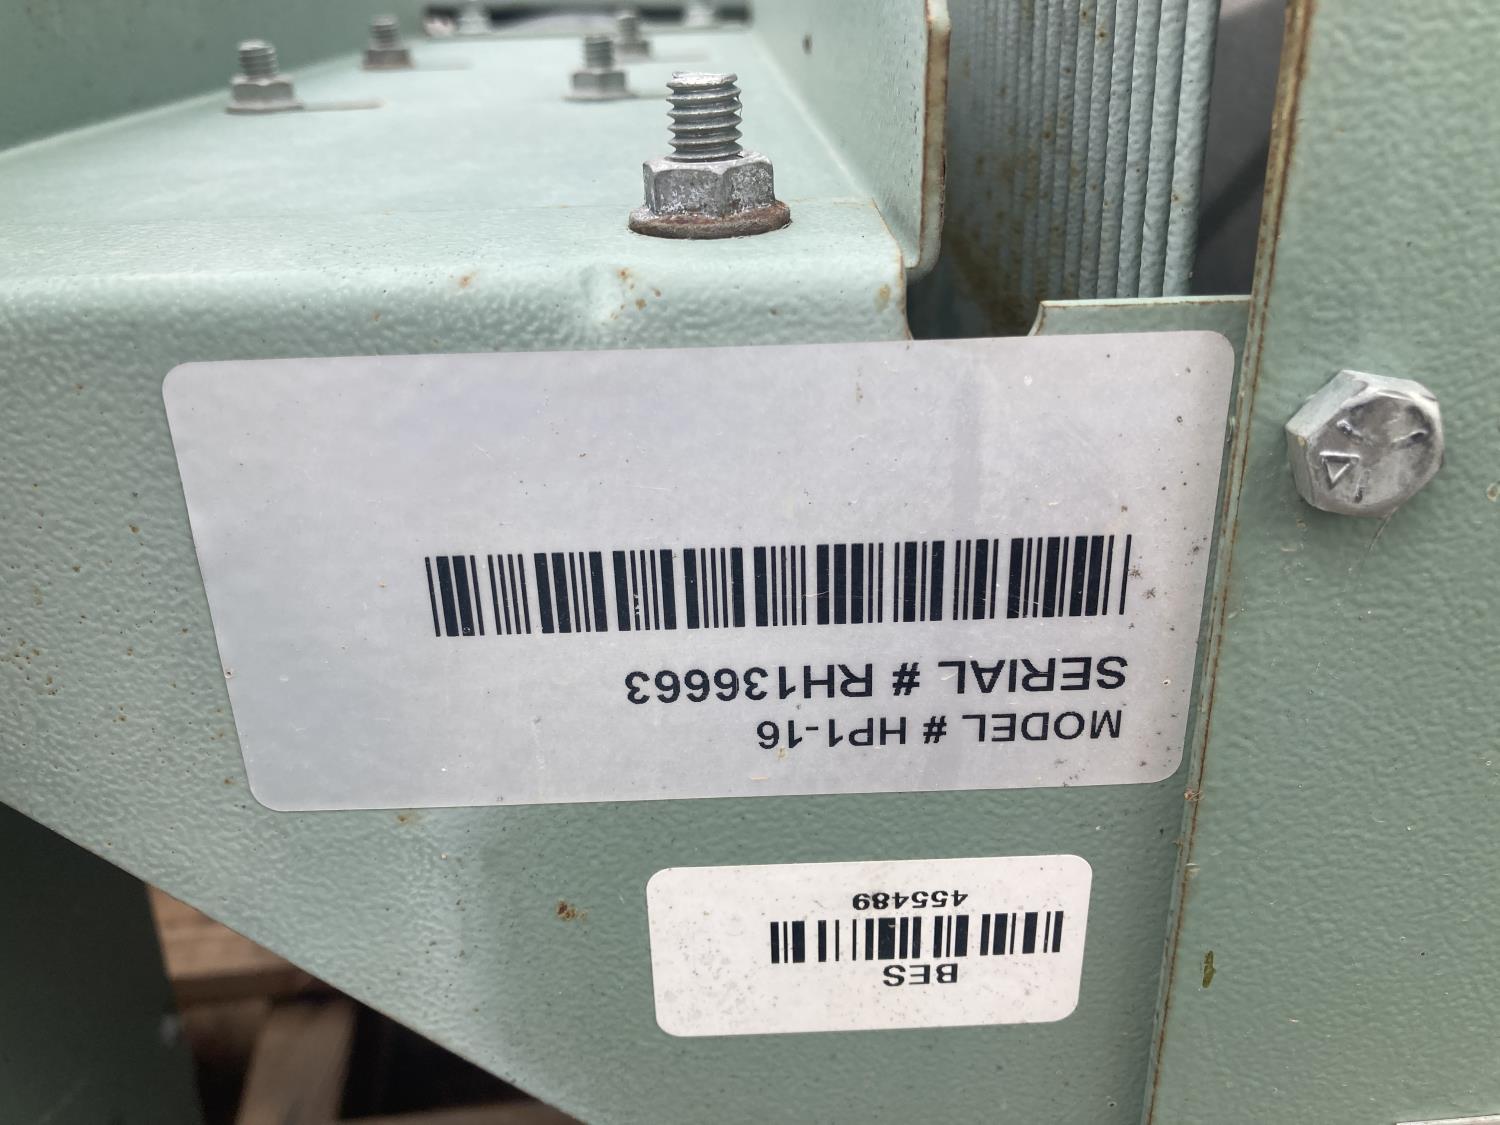 MODEL # HP1-16
SERIAL # RH136663
BES
455489